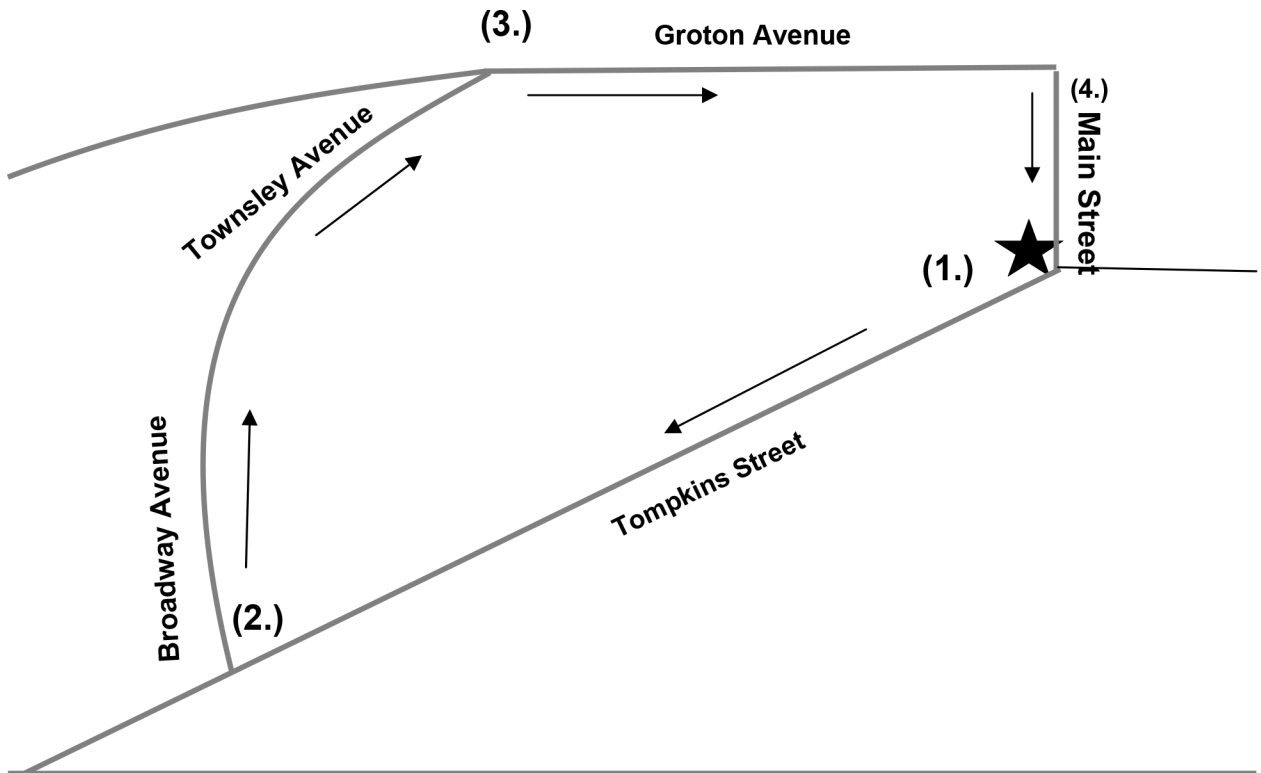 (3.)
Groton Avenue
(4.)
Main Street
Townsley Avenue
(1.)
Tompkins Street
Broadway Avenue
(2.)